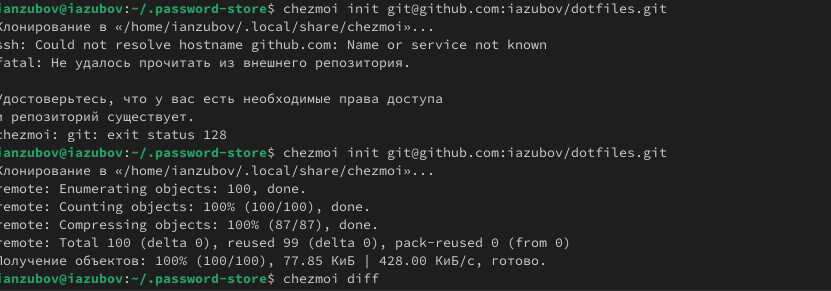 ianzubov@iazubov:~/.password-store$ chezmoi init git@github.com:iazubov/dotfiles.git
Клонирование в «/home/ianzubov/.local/share/chezmoi»...
ssh: Could not resolve hostname github.com: Name or service not known
fatal: Не удалось прочитать из внешнего репозитория.

Удостоверьтесь, что у вас есть необходимые права доступа
и репозиторий существует.
chezmoi: git: exit status 128
ianzubov@iazubov:~/.password-store$ chezmoi init git@github.com:iazubov/dotfiles.git
Клонирование в «/home/ianzubov/.local/share/chezmoi»...
remote: Enumerating objects: 100, done.
remote: Counting objects: 100% (100/100), done.
remote: Compressing objects: 100% (87/87), done.
remote: Total 100 (delta 0), reused 99 (delta 0), pack-reused 0 (from 0)
Получение объектов: 100% (100/100), 77.85 КиБ | 428.00 КиБ/с, готово.
ianzubov@iazubov:~/.password-store$ chezmoi diff